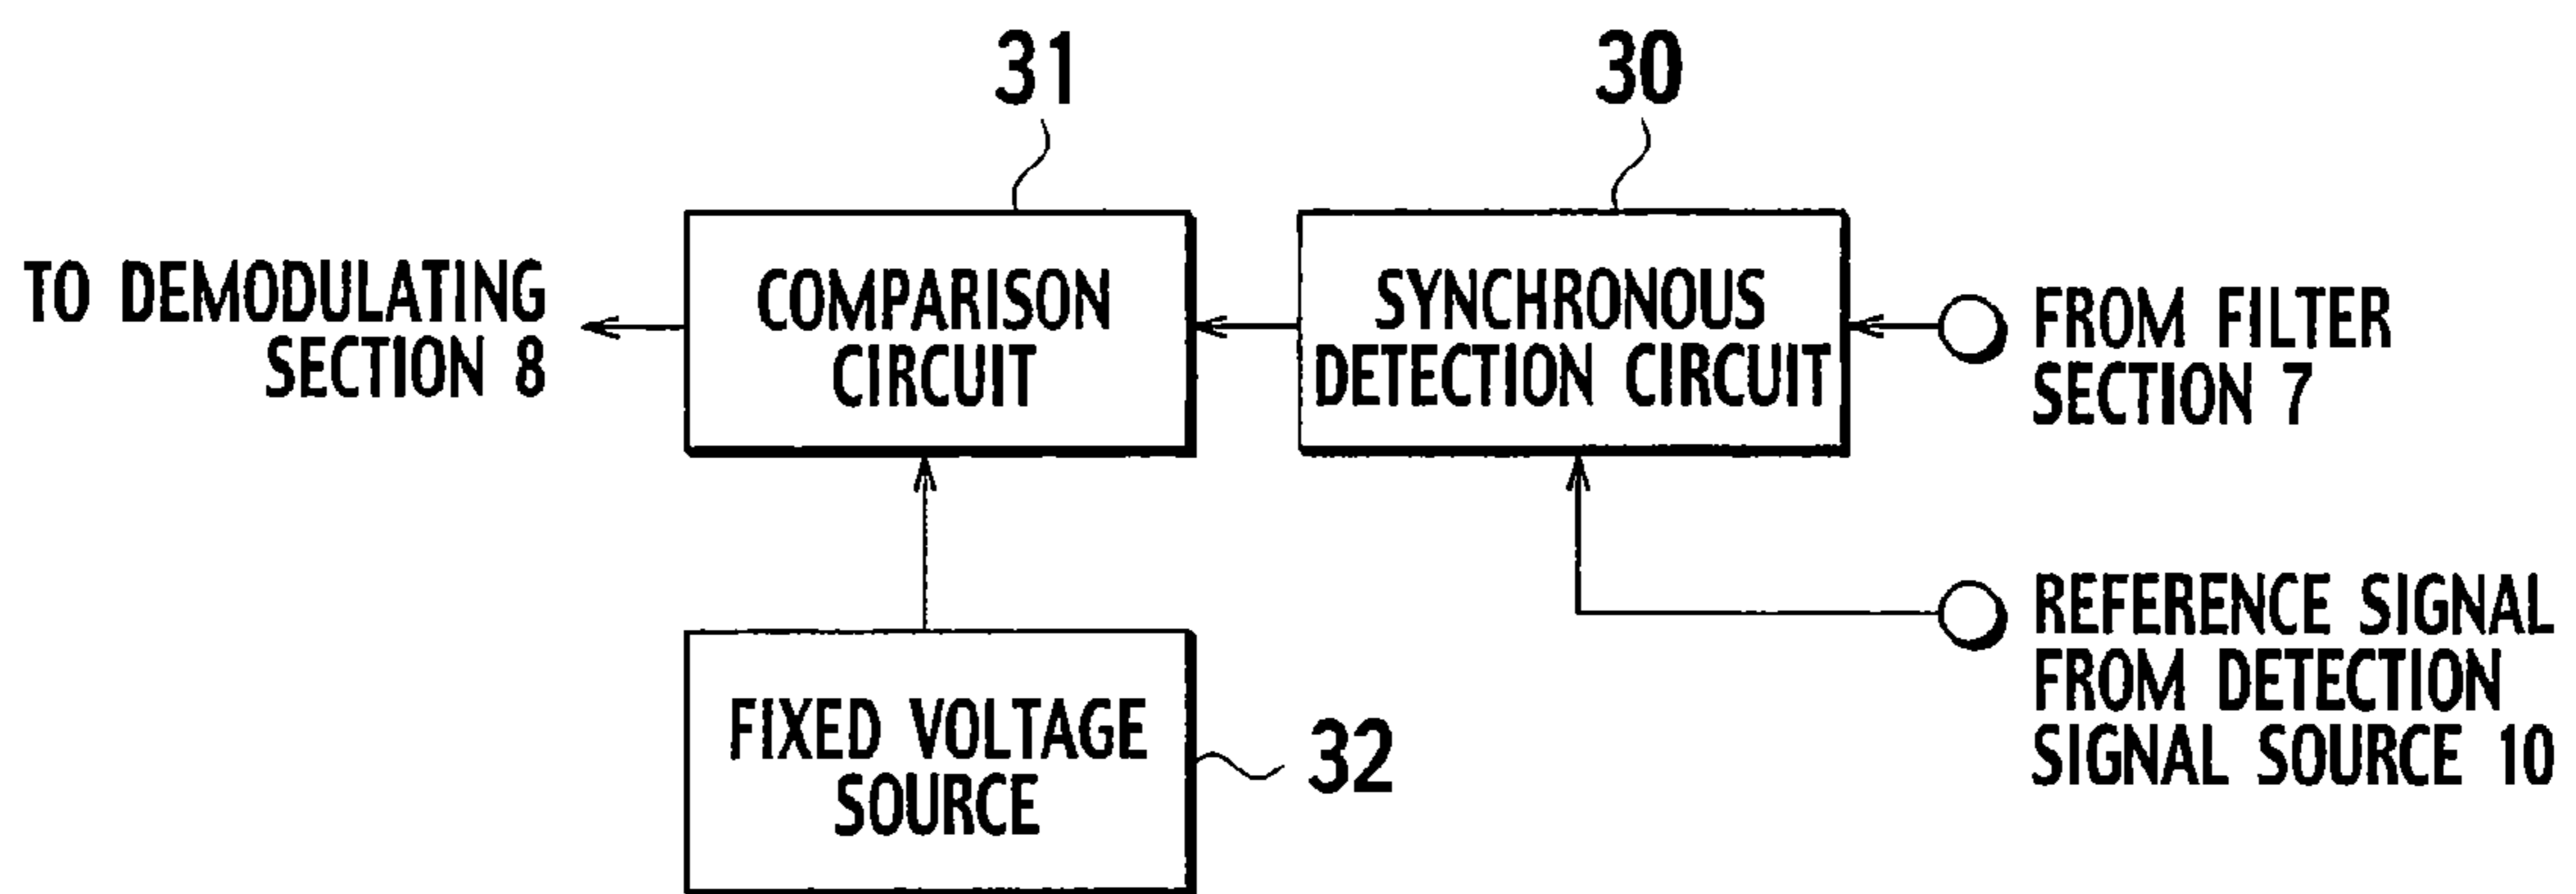 31
30
TO DEMODULATING
SECTION 8
COMPARISON
CIRCUIT
SYNCHRONOUS
DETECTION CIRCUIT
FROM FILTER
SECTION 7
FIXED VOLTAGE
SOURCE
32
REFERENCE SIGNAL
FROM DETECTION
SIGNAL SOURCE 10